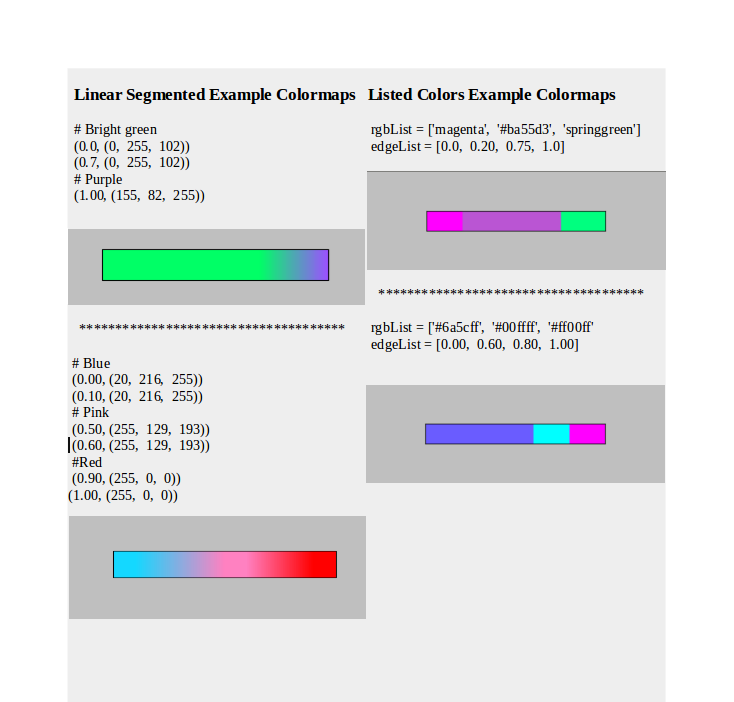 Linear Segmented Example Colormaps
# Bright green
(0.0, (0, 255, 102))
(0.7, (0, 255, 102))
# Purple
(1.00, (155, 82, 255))
*************************************
# Blue
(0.00, (20, 216, 255))
(0.10, (20, 216, 255))
# Pink
(0.50, (255, 129, 193))
(0.60, (255, 129, 193))
#Red
(0.90, (255, 0, 0))
(1.00, (255, 0, 0))
Listed Colors Example Colormaps
rgbList = ['magenta', '#ba55d3', 'springgreen']
edgeList = [0.0, 0.20, 0.75, 1.0]
*************************************
rgbList = ['#6a5cff', '#00ffff', '#ff00ff'
edgeList = [0.00, 0.60, 0.80, 1.00]